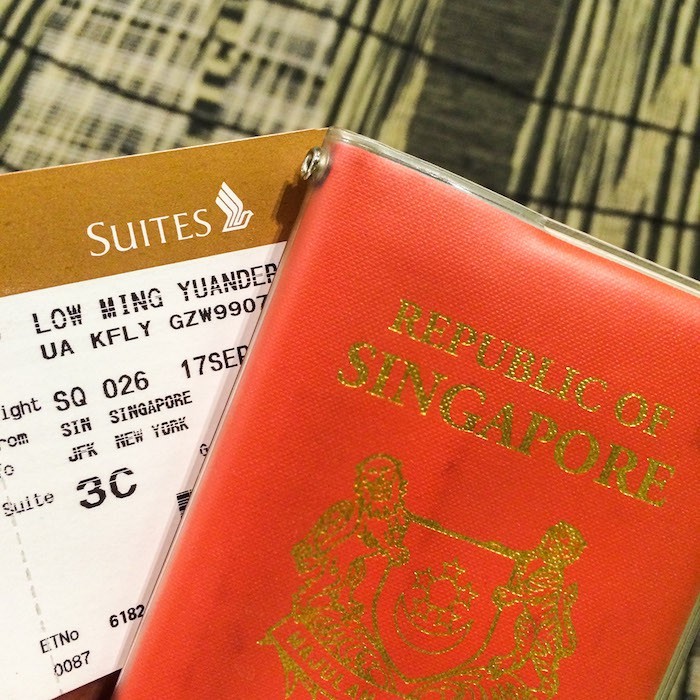 SUITES
LOW MING YUANDER
UA KFLY GZW9907
ight SQ 026 17SEP
rom SIN SINGAPORE
o JFK NEW YORK
Suite 3C
ETNo 6182
0087
REPUBLIC OF
SINGAPORE
MAJULAH